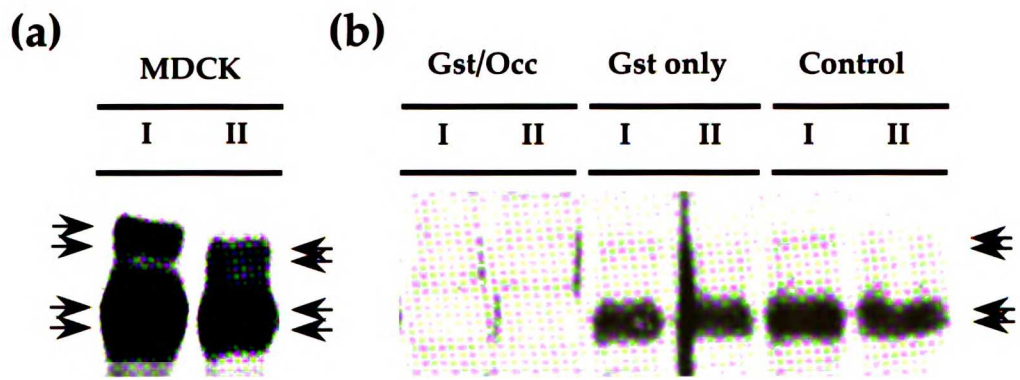 (a)
MDCK
I II
(b)
Gst/Occ Gst only Control
I II I II I II